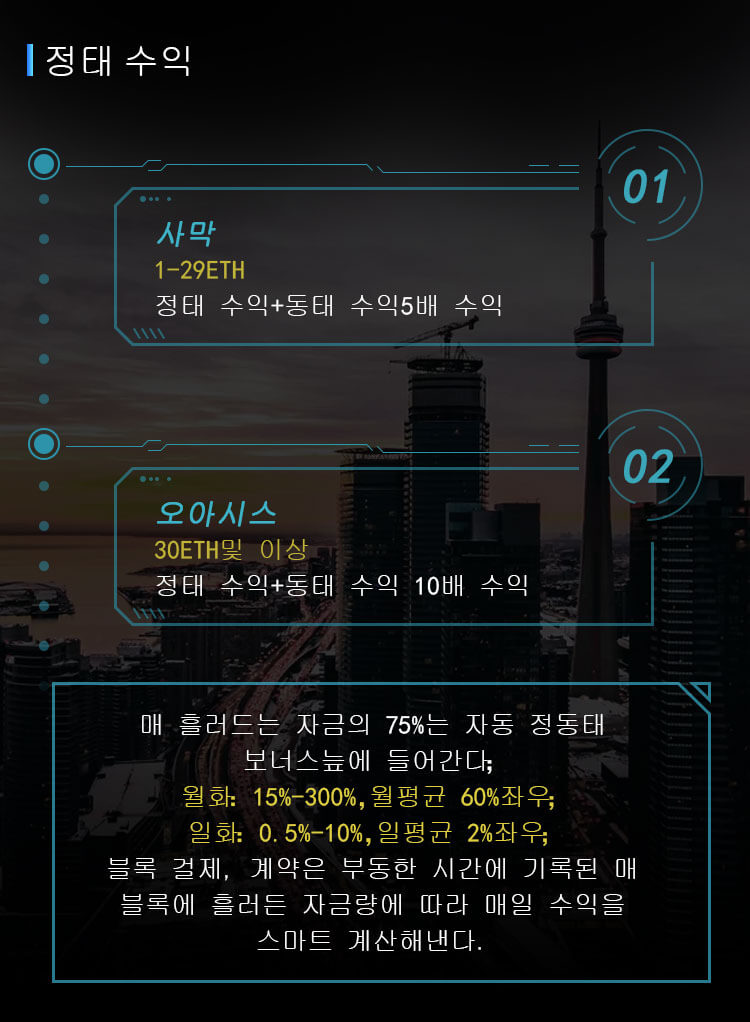 정태 수익
01
사막
1-29ETH
정태 수익+동태 수익5배 수익
02
오아시스
30ETH및 이상
정태 수익+동태 수익 10배 수익
매 흘러드는 자금의 75%는 자동 정동태
보너스늪에 들어간다;
월화: 15%-300%,월평균 60%좌우;
일화: 0.5%-10%,일평균 2%좌우;
블록 걸제, 계약은 부동한 시간에 기록된 매
블록에 흘러든 자금량에 따라 매일 수익을
스마트 계산해낸다.